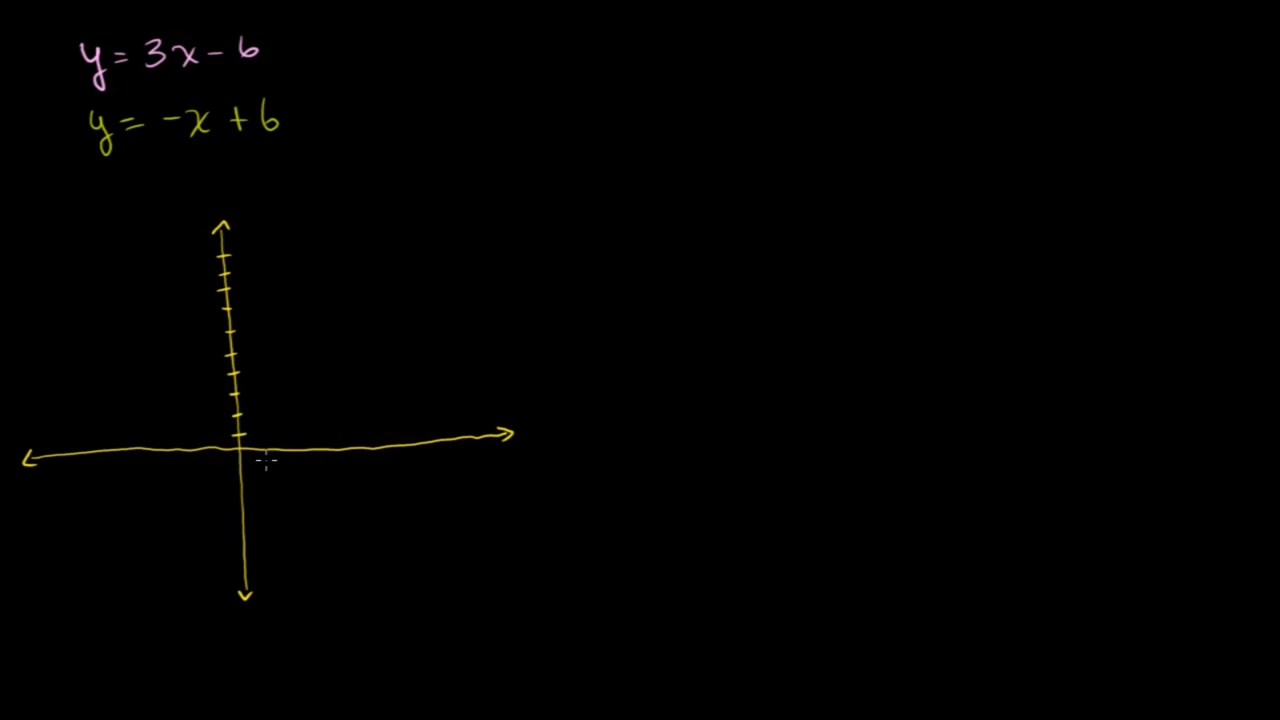 y = 3x - 6
y = -x + 6